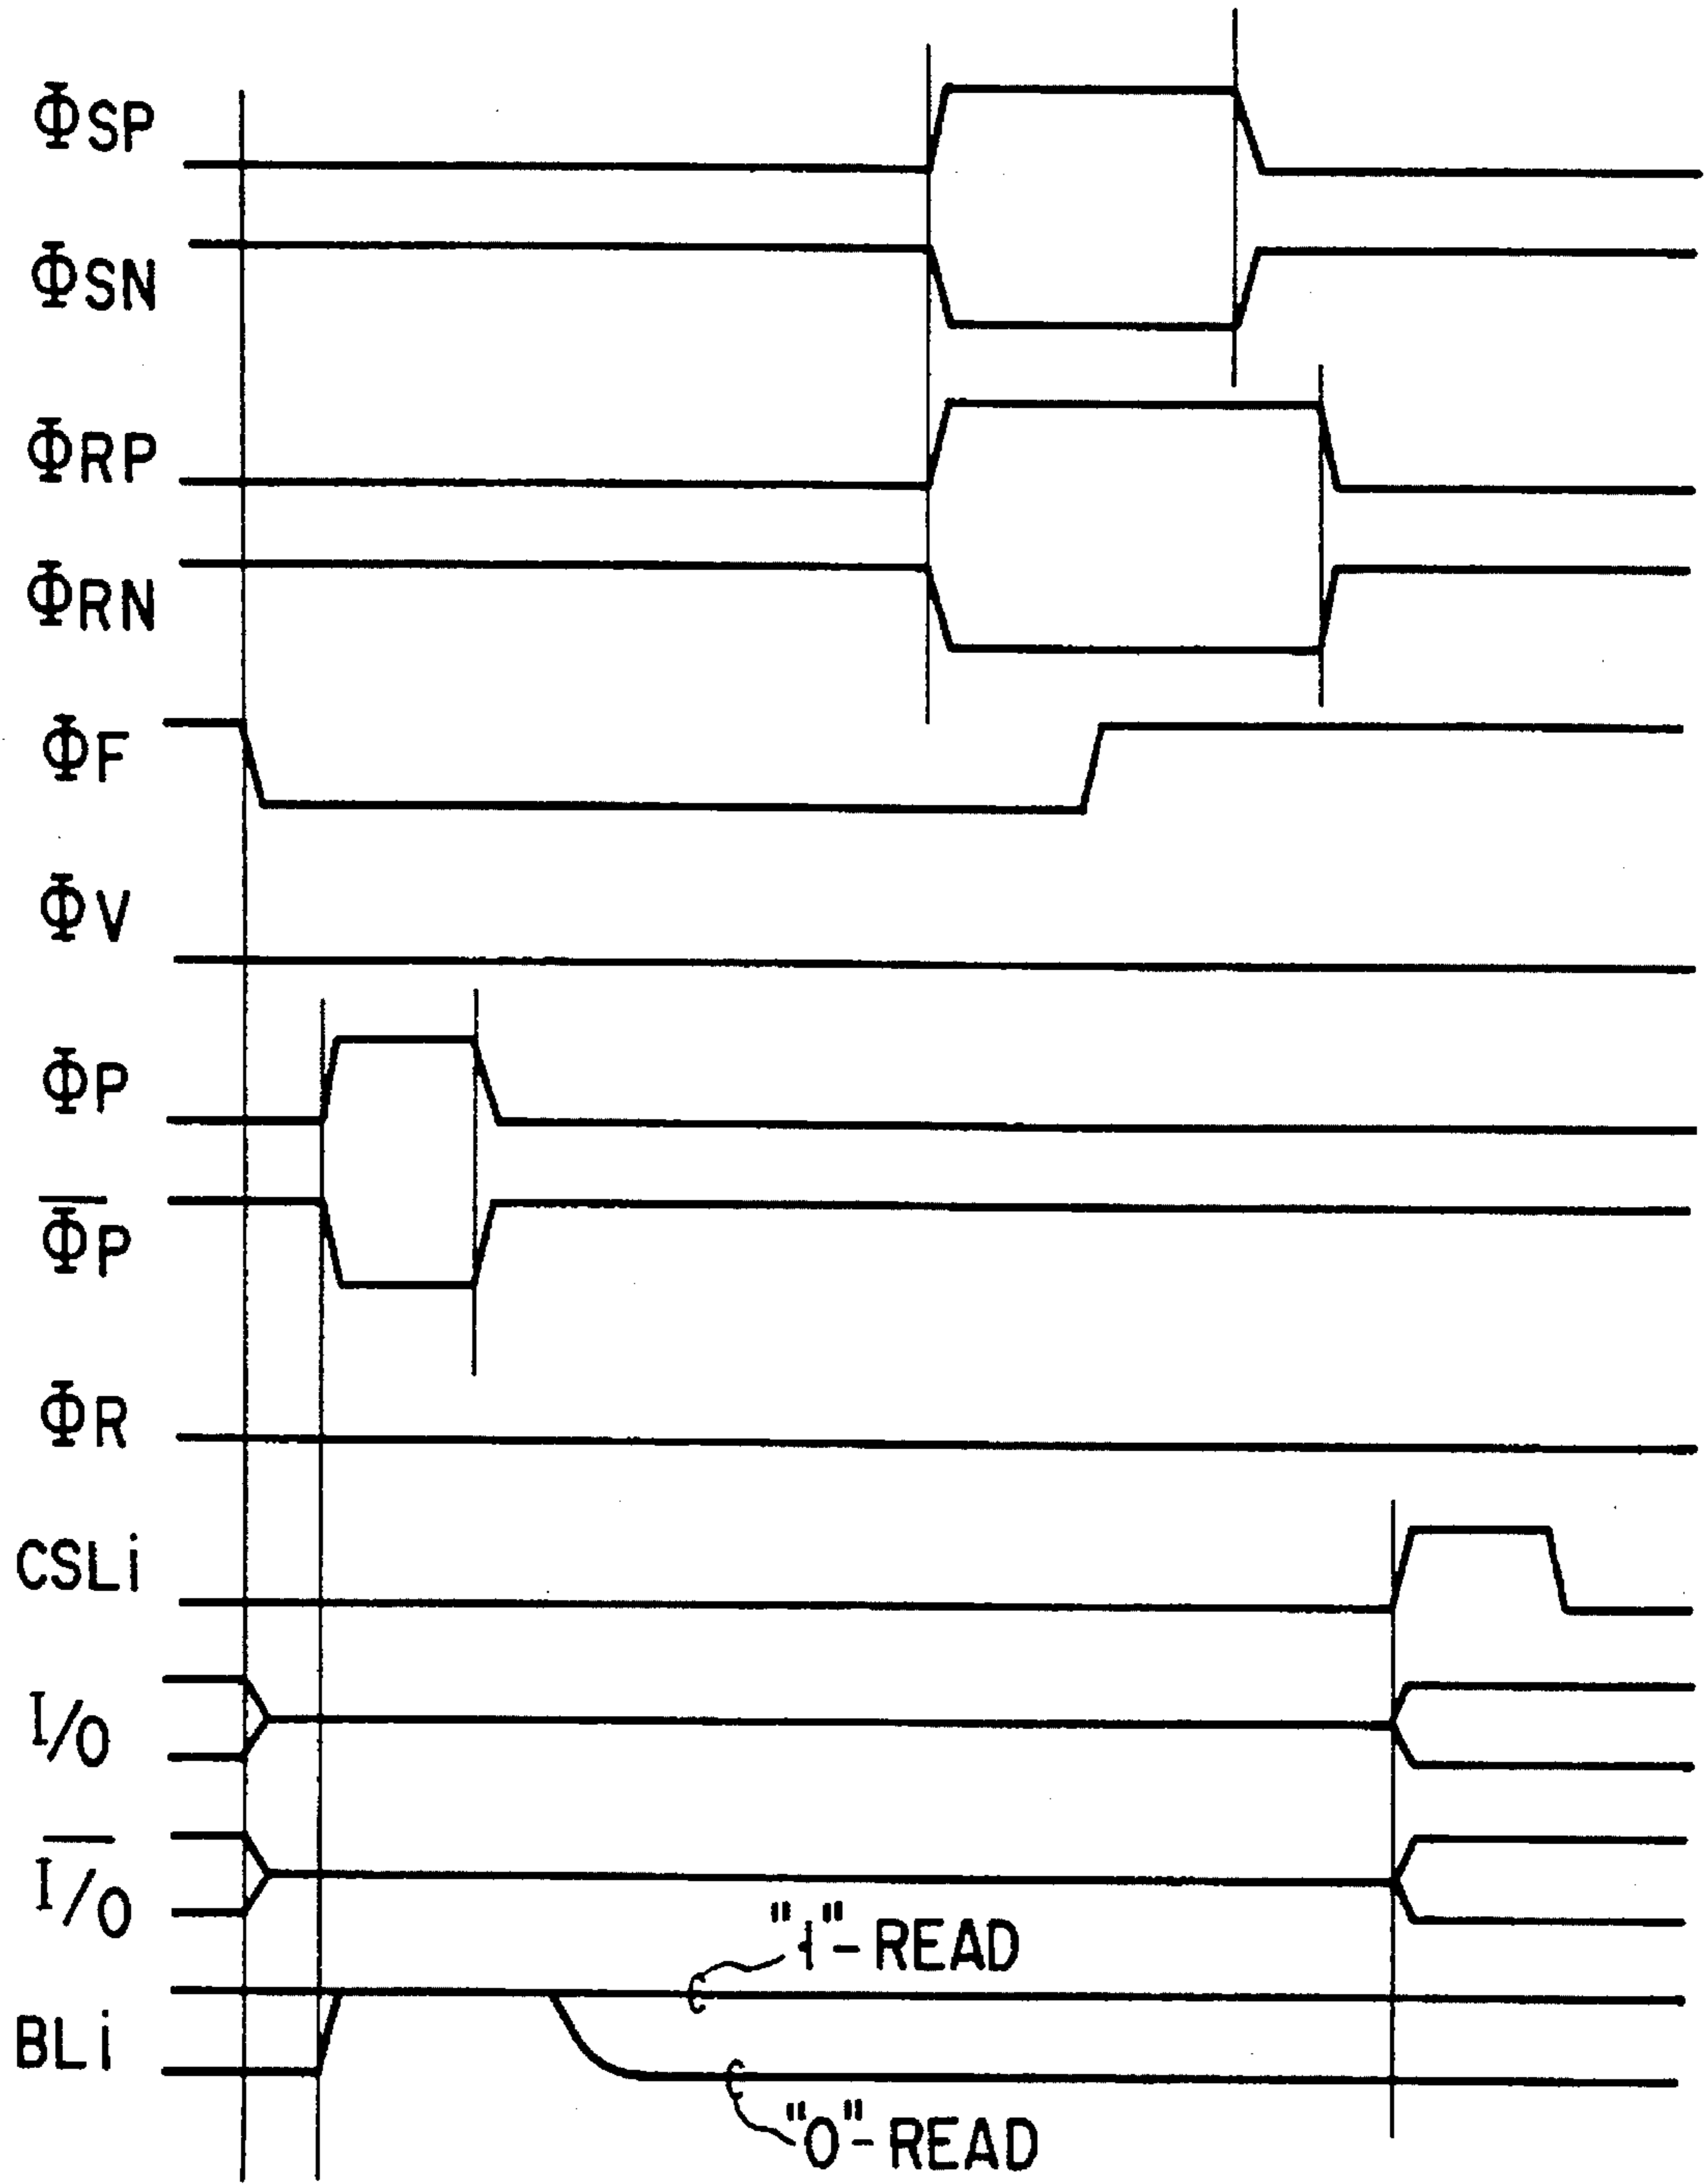 ΦSP
ΦSN
ΦRP
ΦRN
ΦF
ΦV
ΦP
Φ̅P̅
ΦR
CSLi
I/O
I̅/̅O̅
"1"-READ
BLi
"0"-READ